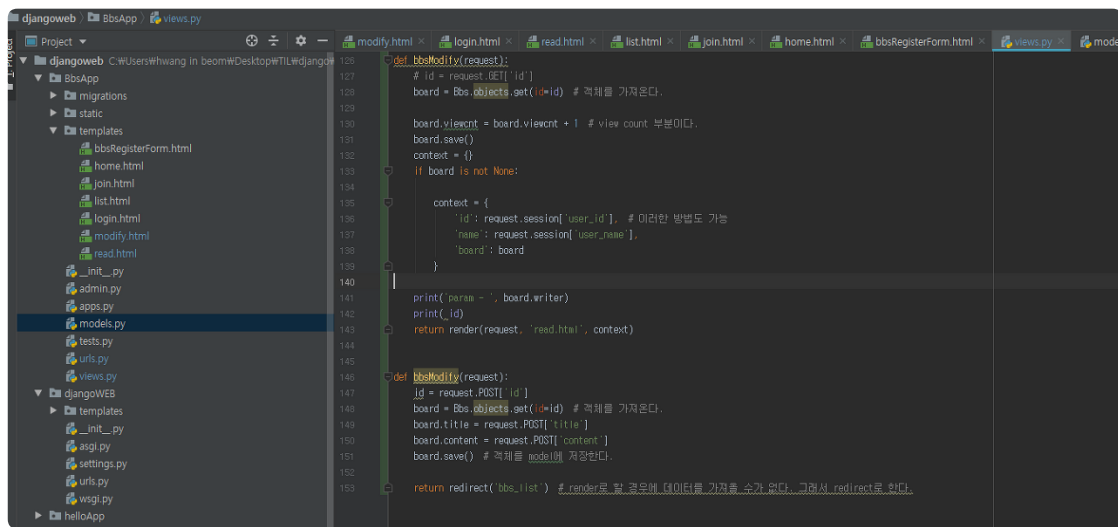 djangoweb BbsApp views.py
Project
modify.html login.html read.html list.html join.html home.html bbsRegisterForm.html views.py
djangoweb C:₩Users₩hwang in beom₩Desktop₩TIL₩django₩
BbsApp
migrations
static
templates
bbsRegisterForm.html
home.html
join.html
list.html
login.html
modify.html
read.html
__init__.py
admin.py
apps.py
models.py
tests.py
urls.py
views.py
djangoWEB
templates
__init__.py
asgi.py
settings.py
urls.py
wsgi.py
helloApp
126 def bbsModify(request):
127 # id = request.GET['id']
128 board = Bbs.objects.get(id=id) # 객체를 가져온다.
129
130 board.viewcnt = board.viewcnt + 1 # view count 부분이다.
131 board.save()
132 context = {}
133 if board is not None:
134
135 context = {
136 'id': request.session['user_id'], # 이러한 방법도 가능
137 'name': request.session['user_name'],
138 'board': board
139 }
140
141 print('param - ', board.writer)
142 print(_id)
143 return render(request, 'read.html', context)
144
145
146 def bbsModify(request):
147 id = request.POST['id']
148 board = Bbs.objects.get(id=id) # 객체를 가져온다.
149 board.title = request.POST['title']
150 board.content = request.POST['content']
151 board.save() # 객체를 model에 저장한다.
152
153 return redirect('bbs_list') # render로 할 경우에 데이터를 가져올 수가 없다. 그래서 redirect로 한다.